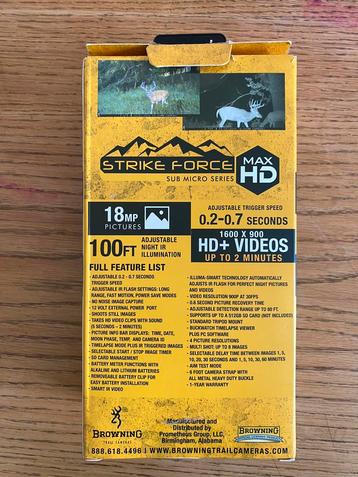 STRIKE FORCE
SUB MICRO SERIES
MAX
HD
18MP
PICTURES
ADJUSTABLE TRIGGER SPEED
0.2-0.7 SECONDS
100FT
ADJUSTABLE
NIGHT IR
ILLUMINATION
1600 X 900
HD+ VIDEOS
UP TO 2 MINUTES
FULL FEATURE LIST
- ADJUSTABLE 0.2 - 0.7 SECONDS
TRIGGER SPEED
- ADJUSTABLE IR FLASH SETTINGS: LONG
RANGE, FAST MOTION, POWER SAVE MODES
- NO NOISE IMAGE CAPTURE
- 12 VOLT EXTERNAL POWER PORT
- SHOOTS STILL IMAGES
- TAKES HD VIDEO CLIPS WITH SOUND
(5 SECONDS - 2 MINUTES)
- PICTURE INFO BAR DISPLAYS: TIME, DATE,
MOON PHASE, TEMP, AND CAMERA ID
- TIMELAPSE MODE PLUS IR TRIGGERED IMAGES
- SELECTABLE START / STOP IMAGE TIMER
- SD CARD MANAGEMENT
- BATTERY METER FUNCTIONS WITH
ALKALINE AND LITHIUM BATTERIES
- REMOVABLE BATTERY CLIP FOR
EASY BATTERY INSTALLATION
- SMART IR VIDEO
- ILLUMA-SMART TECHNOLOGY AUTOMATICALLY
ADJUSTS IR FLASH FOR PERFECT NIGHT PICTURES
AND VIDEOS
- VIDEO RESOLUTION 900P AT 30FPS
- 0.6 SECOND PICTURE RECOVERY TIME
- ADJUSTABLE DETECTION RANGE UP TO 80 FT.
- SUPPORTS UP TO A 512GB SD CARD (NOT INCLUDED)
- STANDARD TRIPOD MOUNT
- BUCKWATCH TIMELAPSE VIEWER
PLUS PC SOFTWARE
- 4 PICTURE RESOLUTIONS
- MULTI SHOT UP TO 8 IMAGES
- SELECTABLE DELAY TIME BETWEEN IMAGES 1, 5,
10, 20, 30 SECONDS AND 1, 5, 10, 30, 60 MINUTES
- AIM TEST MODE
- 6 FOOT CAMERA STRAP WITH
ALL METAL HEAVY DUTY BUCKLE
- 1-YEAR WARRANTY
BROWNING
TRAIL CAMERAS
Manufactured and
Distributed by
Prometheus Group, LLC
Birmingham, Alabama
BROWNING
888.618.4496 | WWW.BROWNINGTRAILCAMERAS.COM